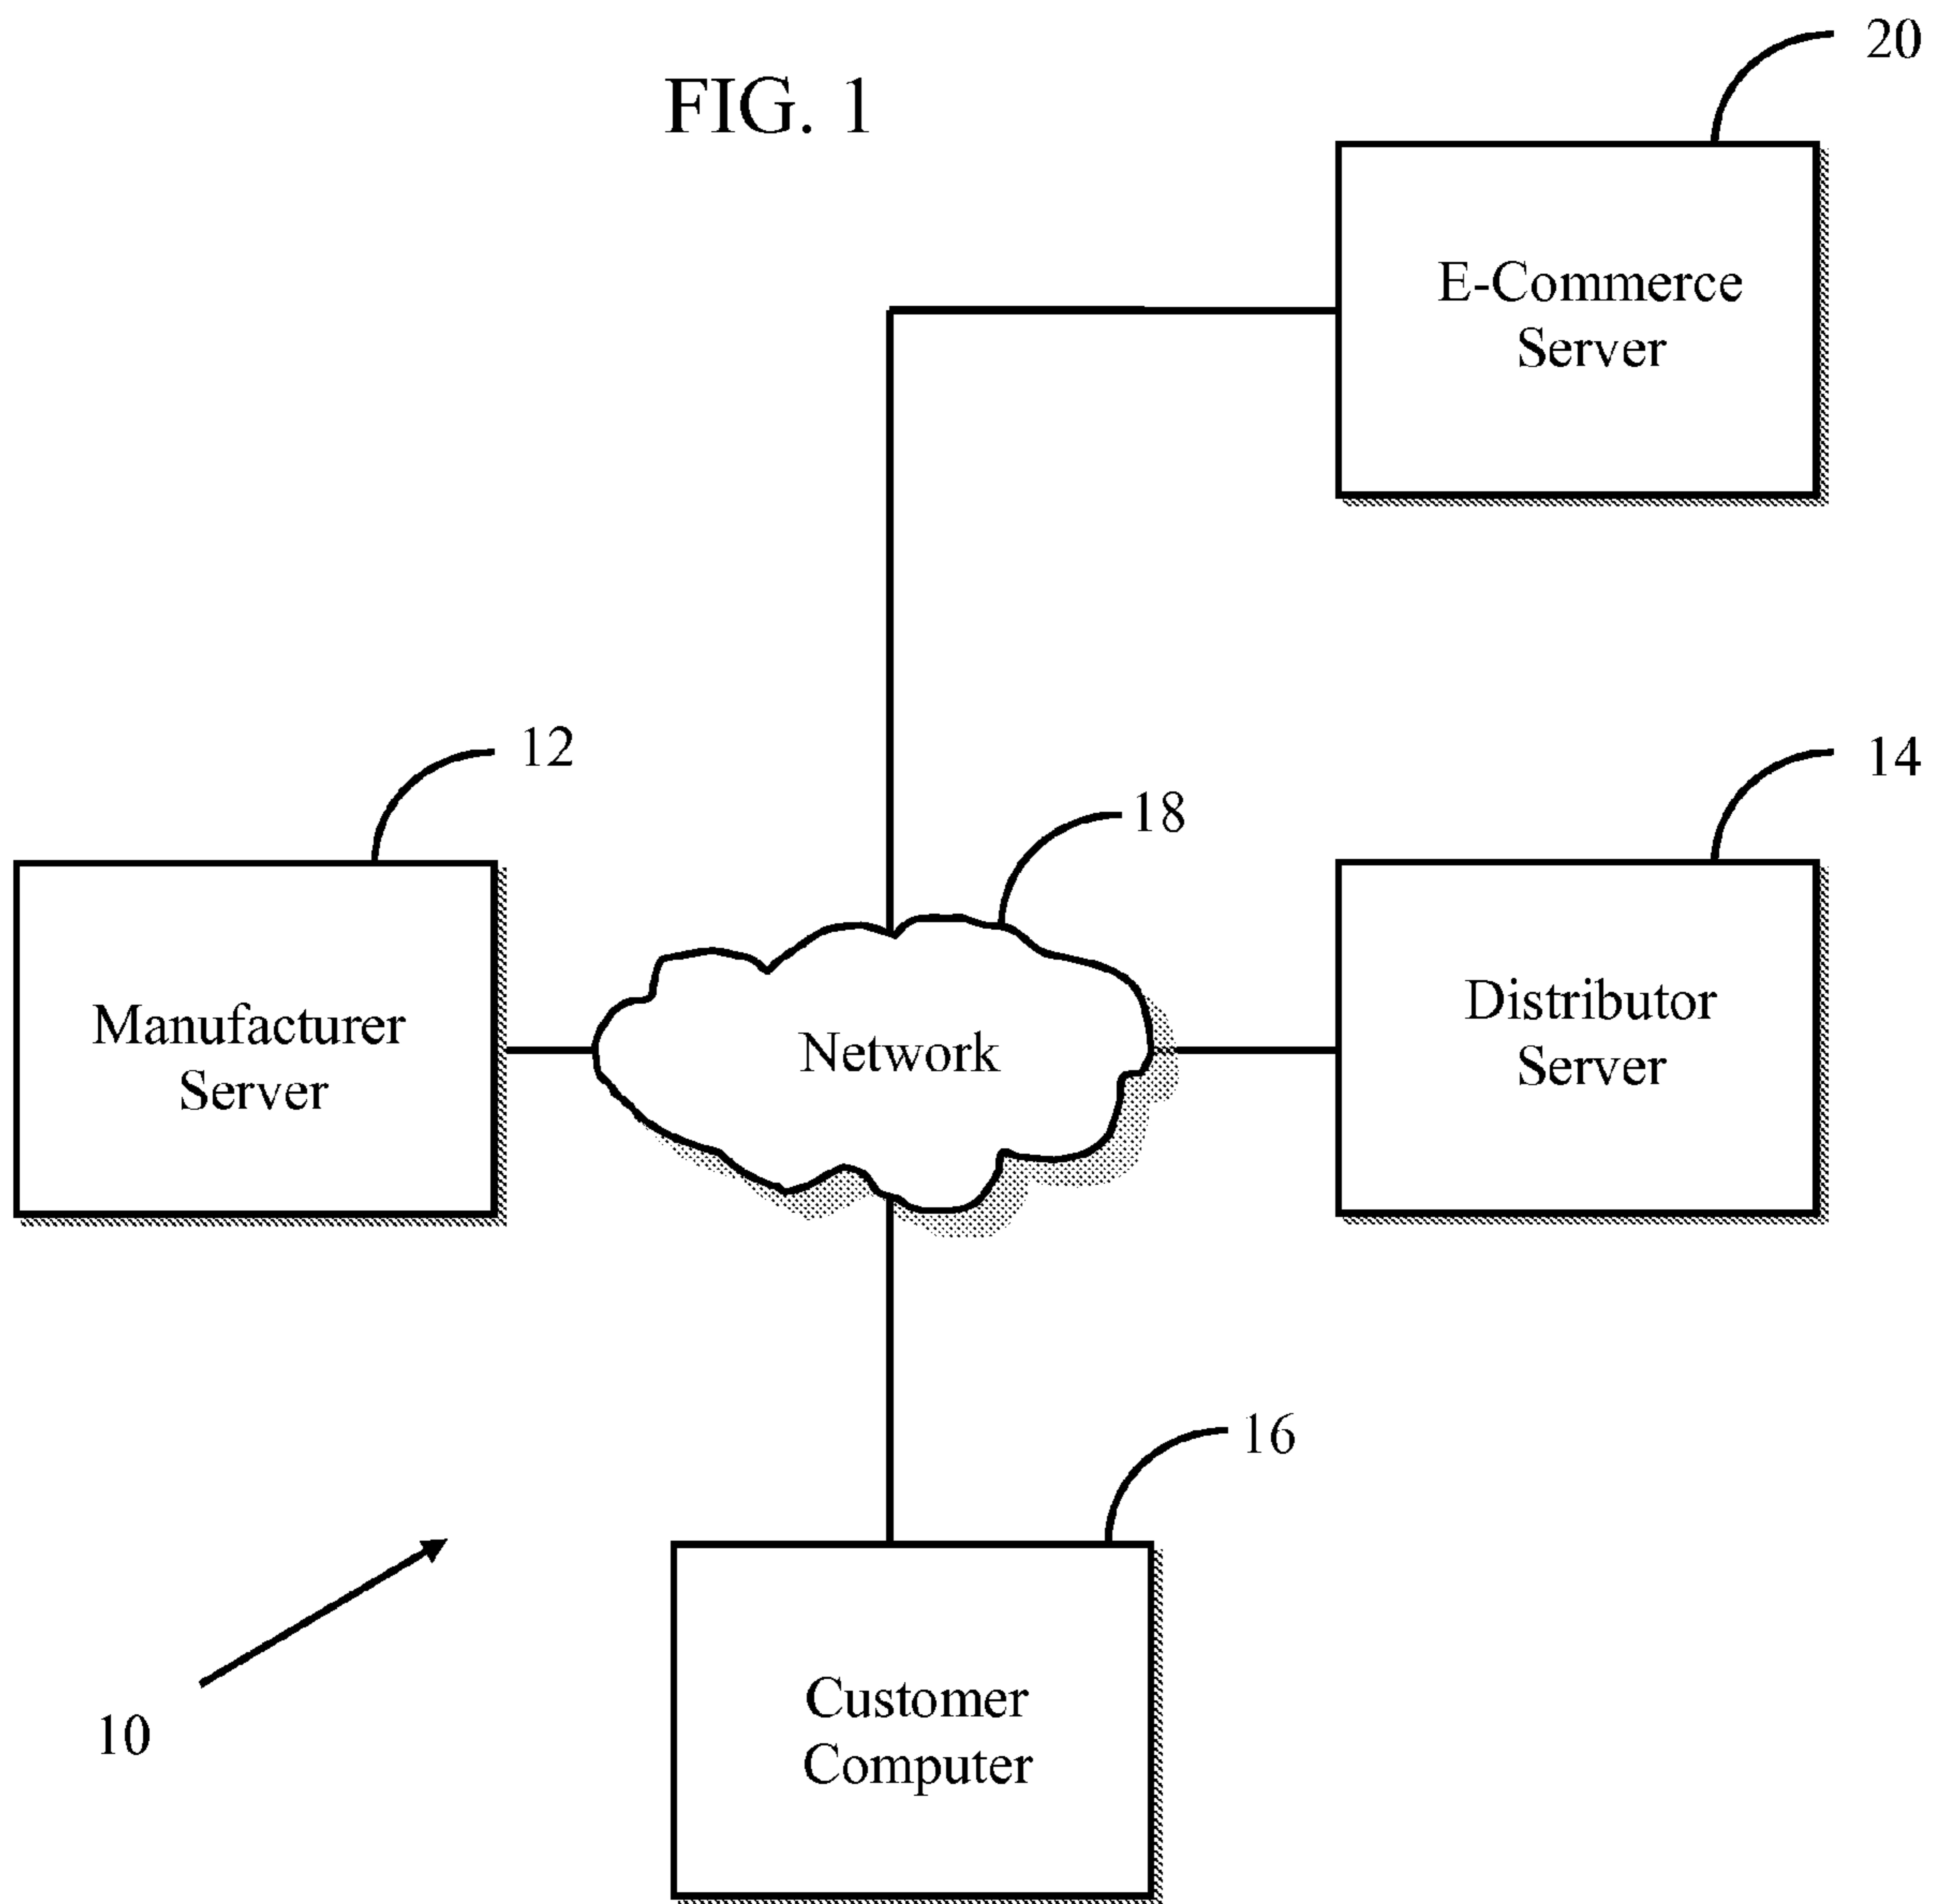 20
FIG. 1
E-Commerce
Server
12
14
18
Manufacturer
Server
Network
Distributor
Server
16
10
Customer
Computer